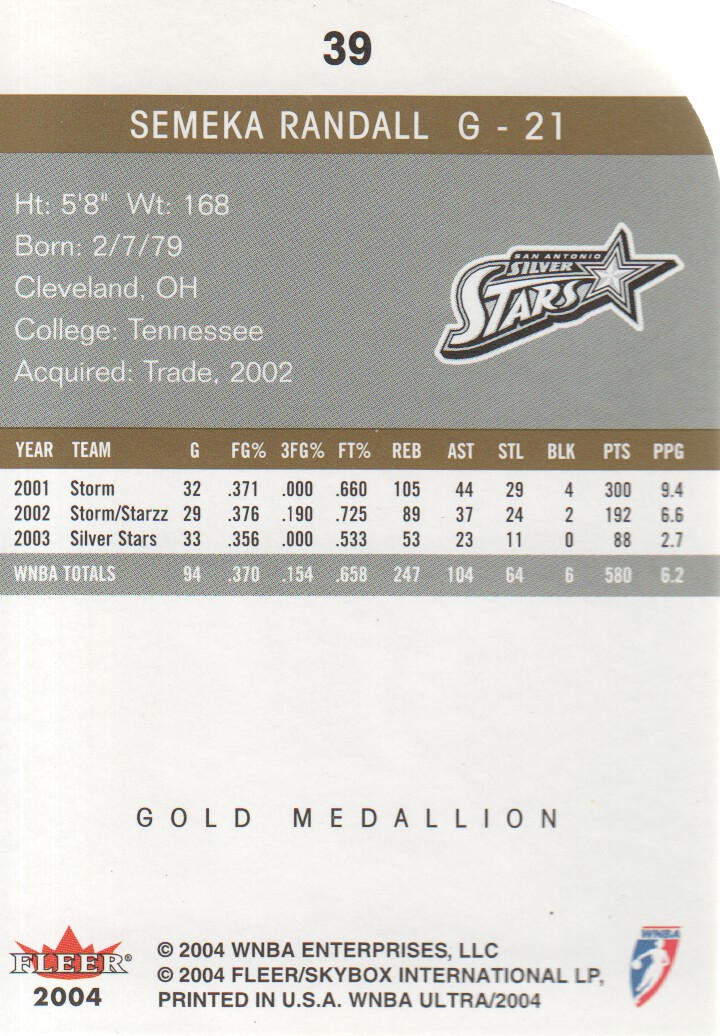 39
SEMEKA RANDALL G - 21
Ht: 5'8" Wt: 168
Born: 2/7/79
Cleveland, OH
College: Tennessee
Acquired: Trade, 2002
SAN ANTONIO
SILVER
STARS
YEAR TEAM G FG% 3FG% FT% REB AST STL BLK PTS PPG
2001 Storm 32 .371 .000 .660 105 44 29 4 300 9.4
2002 Storm/Starzz 29 .376 .190 .725 89 37 24 2 192 6.6
2003 Silver Stars 33 .356 .000 .533 53 23 11 0 88 2.7
WNBA TOTALS 94 .370 .154 .658 247 104 64 6 580 6.2
GOLD MEDALLION
FLEER®
2004
© 2004 WNBA ENTERPRISES, LLC
© 2004 FLEER/SKYBOX INTERNATIONAL LP,
PRINTED IN U.S.A. WNBA ULTRA/2004
WNBA